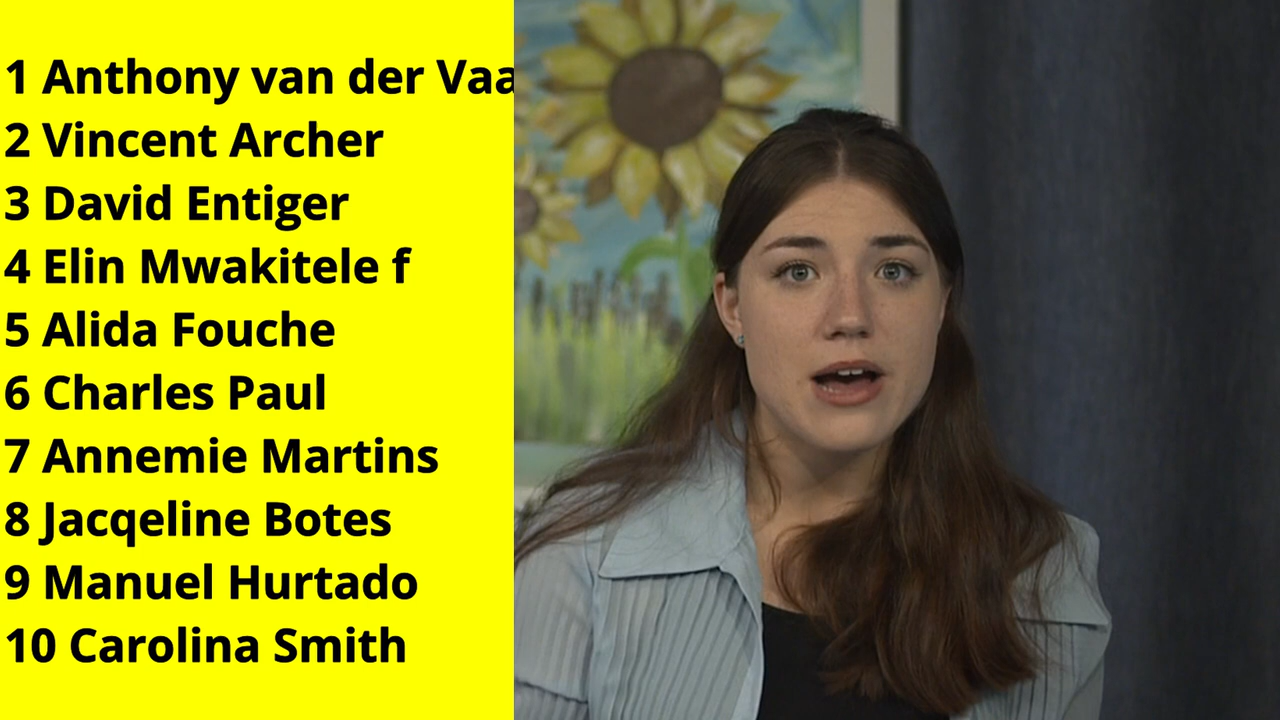 1 Anthony van der Vaa
2 Vincent Archer
3 David Entiger
4 Elin Mwakitele f
5 Alida Fouche
6 Charles Paul
7 Annemie Martins
8 Jacqeline Botes
9 Manuel Hurtado
10 Carolina Smith